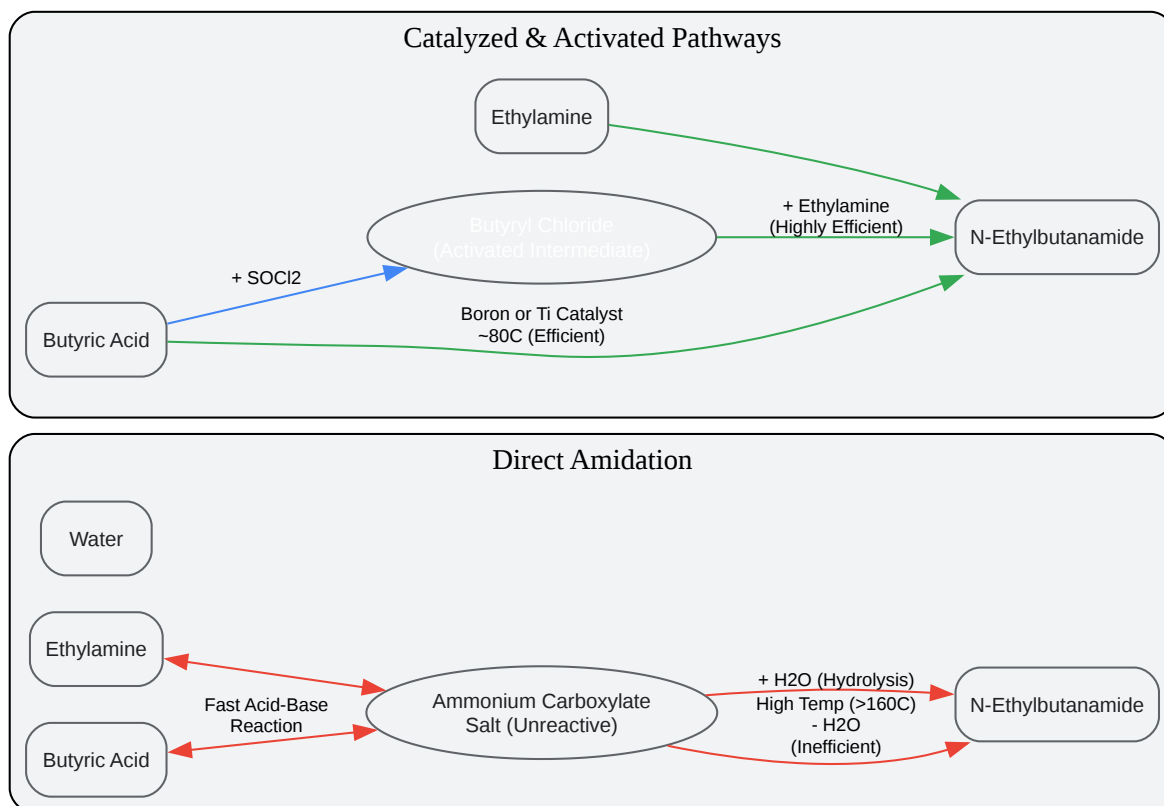 Catalyzed & Activated Pathways
Ethylamine
Butyryl Chloride
(Activated Intermediate)
+ Ethylamine
(Highly Efficient)
N-Ethylbutanamide
+ SOCl2
Butyric Acid
Boron or Ti Catalyst
~80C (Efficient)
Direct Amidation
Water
Ethylamine
Fast Acid-Base
Reaction
Butyric Acid
Ammonium Carboxylate
Salt (Unreactive)
+ H2O (Hydrolysis)
High Temp (>160C)
- H2O
(Inefficient)
N-Ethylbutanamide